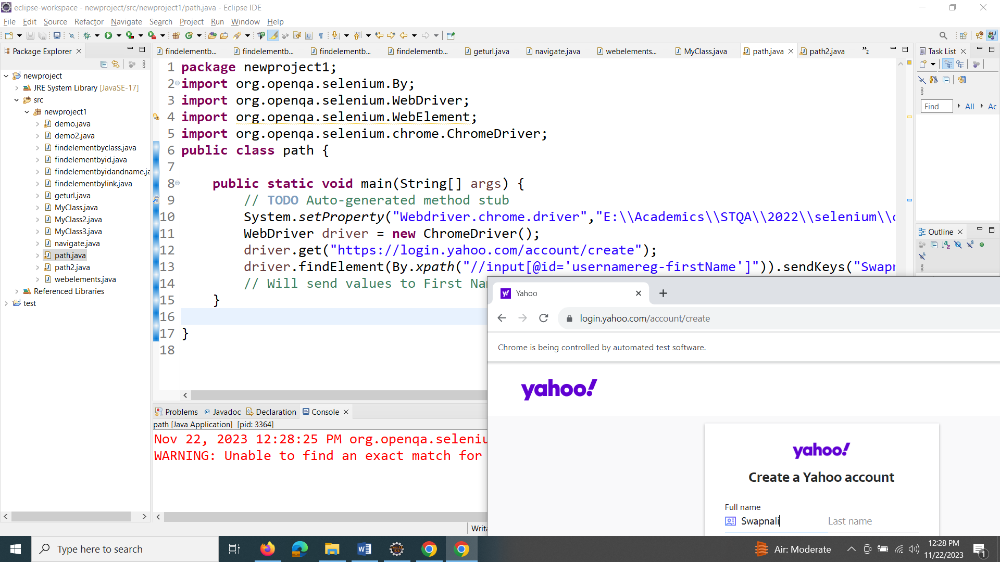 eclipse-workspace - newproject/src/newproject1/path.java - Eclipse IDE
File Edit Source Refactor Navigate Search Project Run Window Help
Package Explorer
findelementb...
findelementb...
findelementb...
findelementb...
geturl.java
navigate.java
webelements...
MyClass.java
path.java
path2.java
»2
Task List
newproject
JRE System Library [JavaSE-17]
src
newproject1
demo.java
demo2.java
findelementbyclass.java
findelementbyid.java
findelementbyidandname.ja
findelementbylink.java
geturl.java
MyClass.java
MyClass2.java
MyClass3.java
navigate.java
path.java
path2.java
webelements.java
Referenced Libraries
test
1 package newproject1;
2 import org.openqa.selenium.By;
3 import org.openqa.selenium.WebDriver;
4 import org.openqa.selenium.WebElement;
5 import org.openqa.selenium.chrome.ChromeDriver;
6 public class path {
7
8 public static void main(String[] args) {
9 // TODO Auto-generated method stub
10 System.setProperty("Webdriver.chrome.driver","E:\\Academics\\STQA\\2022\\selenium\\c
11 WebDriver driver = new ChromeDriver();
12 driver.get("https://login.yahoo.com/account/create");
13 driver.findElement(By.xpath("//input[@id='usernamereg-firstName']")).sendKeys("Swapn
14 // Will send values to First Na
15 }
16
17 }
18
Find All Ac
Outline
Problems Javadoc Declaration Console
path [Java Application] [pid: 3364]
Nov 22, 2023 12:28:25 PM org.openqa.seleniu
WARNING: Unable to find an exact match for
Writa
Yahoo
login.yahoo.com/account/create
Chrome is being controlled by automated test software.
yahoo!
yahoo!
Create a Yahoo account
Full name
Swapnali Last name
Type here to search
Air: Moderate
12:28 PM
11/22/2023
1